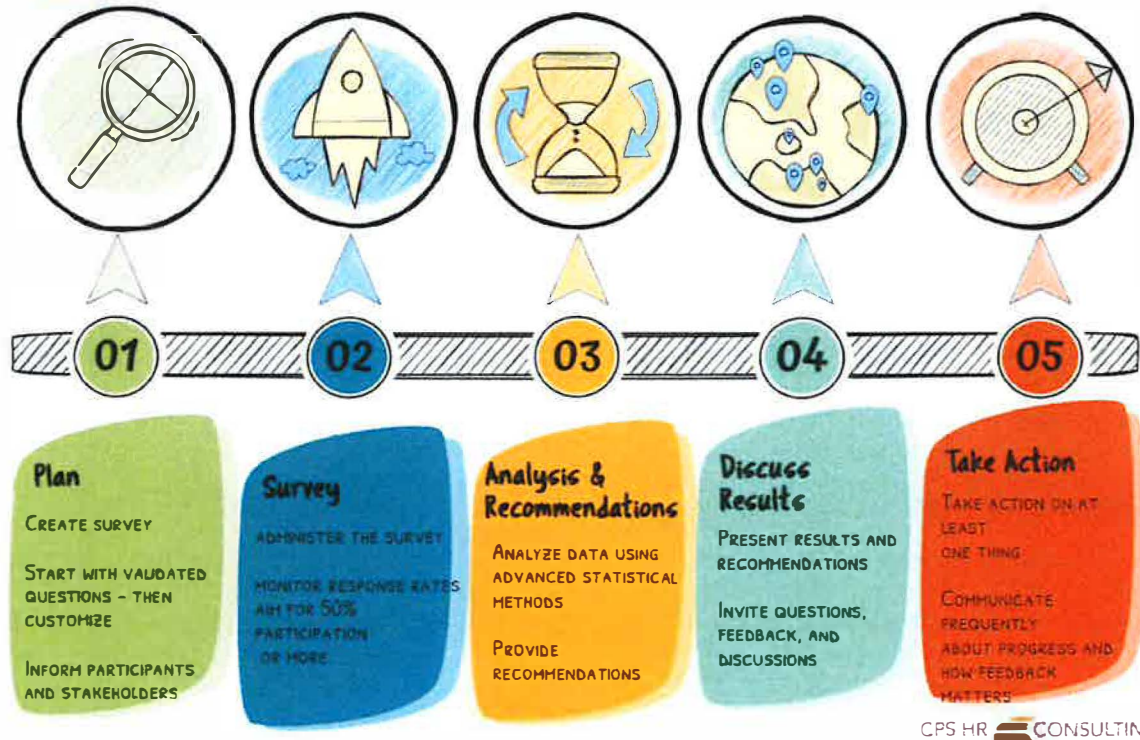 01
02
03
04
05
Plan
CREATE SURVEY
START WITH VALIDATED
QUESTIONS - THEN
CUSTOMIZE
INFORM PARTICIPANTS
AND STAKEHOLDERS
Survey
ADMINISTER THE SURVEY
MONITOR RESPONSE RATES
AIM FOR 50%
PARTICIPATION
OR MORE
Analysis &
Recommendations
ANALYZE DATA USING
ADVANCED STATISTICAL
METHODS
PROVIDE
RECOMMENDATIONS
Discuss
Results
PRESENT RESULTS AND
RECOMMENDATIONS
INVITE QUESTIONS,
FEEDBACK, AND
DISCUSSIONS
Take Action
TAKE ACTION ON AT
LEAST
ONE THING
COMMUNICATE
FREQUENTLY
ABOUT PROGRESS AND
HOW FEEDBACK
MATTERS
CPS HR CONSULTIN